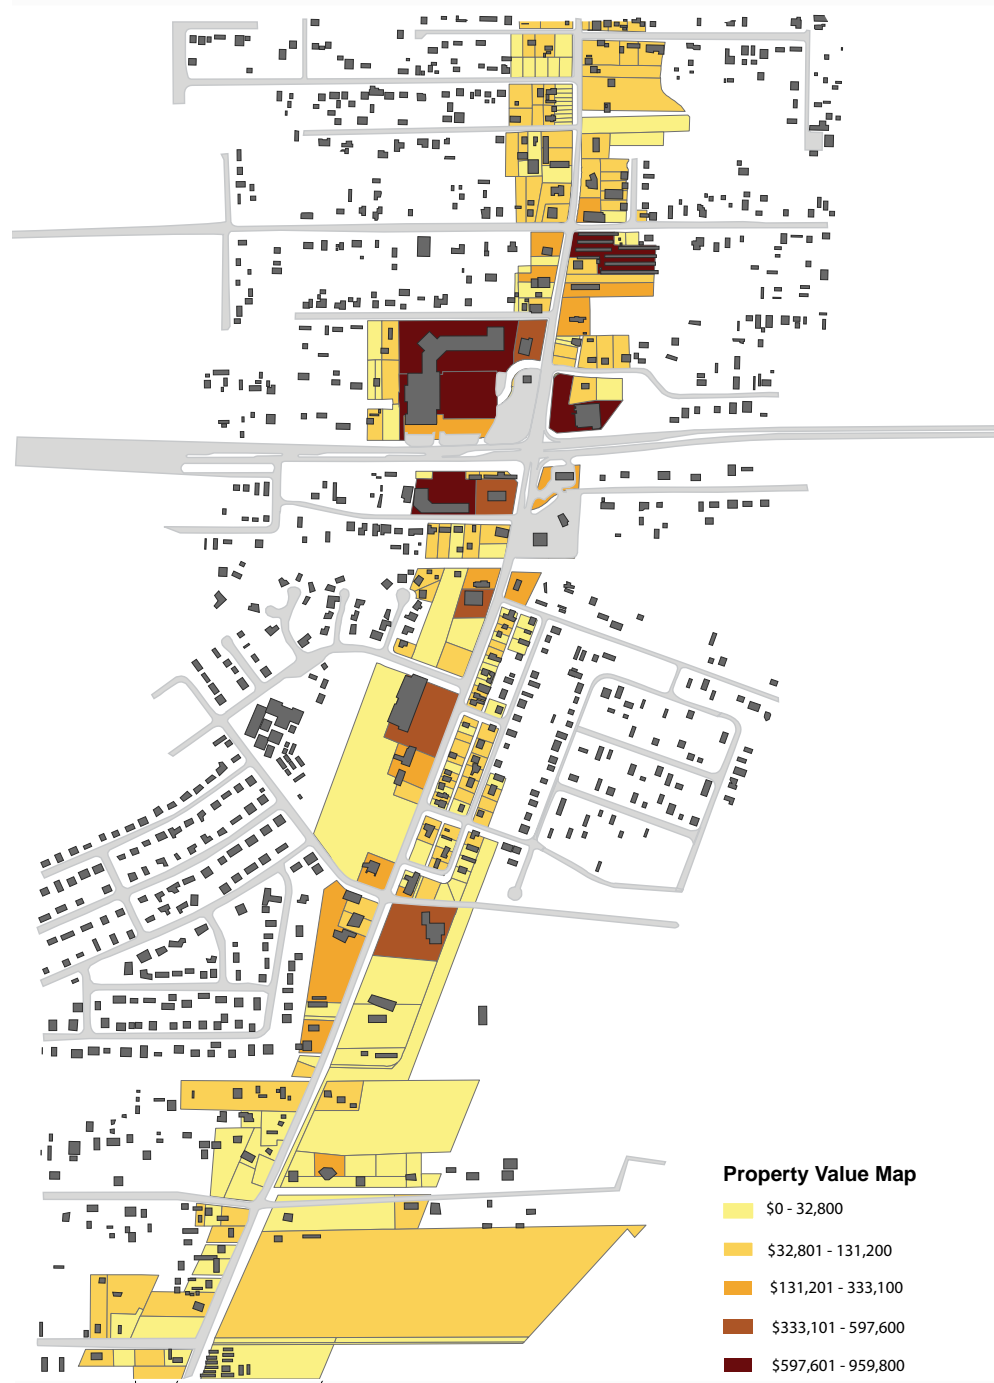 Property Value Map
$0 - 32,800
$32,801 - 131,200
$131,201 - 333,100
$333,101 - 597,600
$597,601 - 959,800